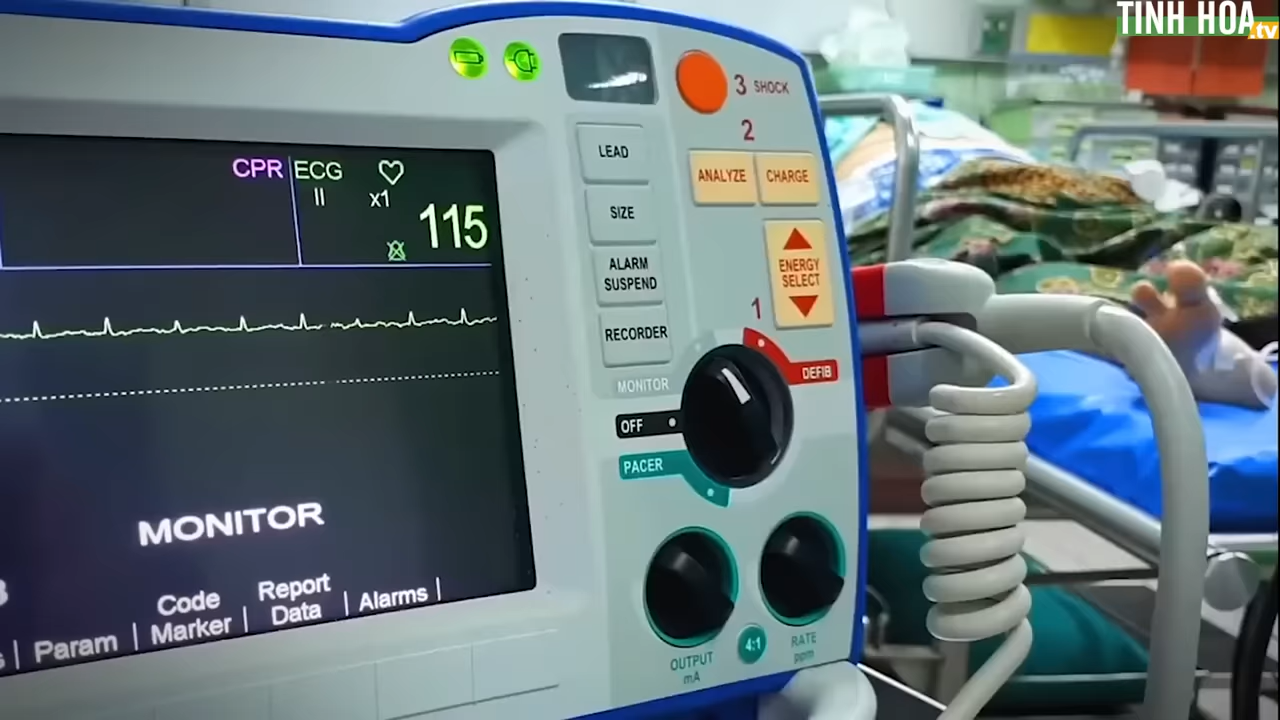 TINH HOA
.tv
3 SHOCK
2
ANALYZE
CHARGE
LEAD
SIZE
ALARM
SUSPEND
RECORDER
ENERGY
SELECT
1
DEFIB
MONITOR
OFF
PACER
OUTPUT
mA
4:1
RATE
ppm
CPR
ECG
II
x1
115
MONITOR
Param
Code
Marker
Report
Data
Alarms